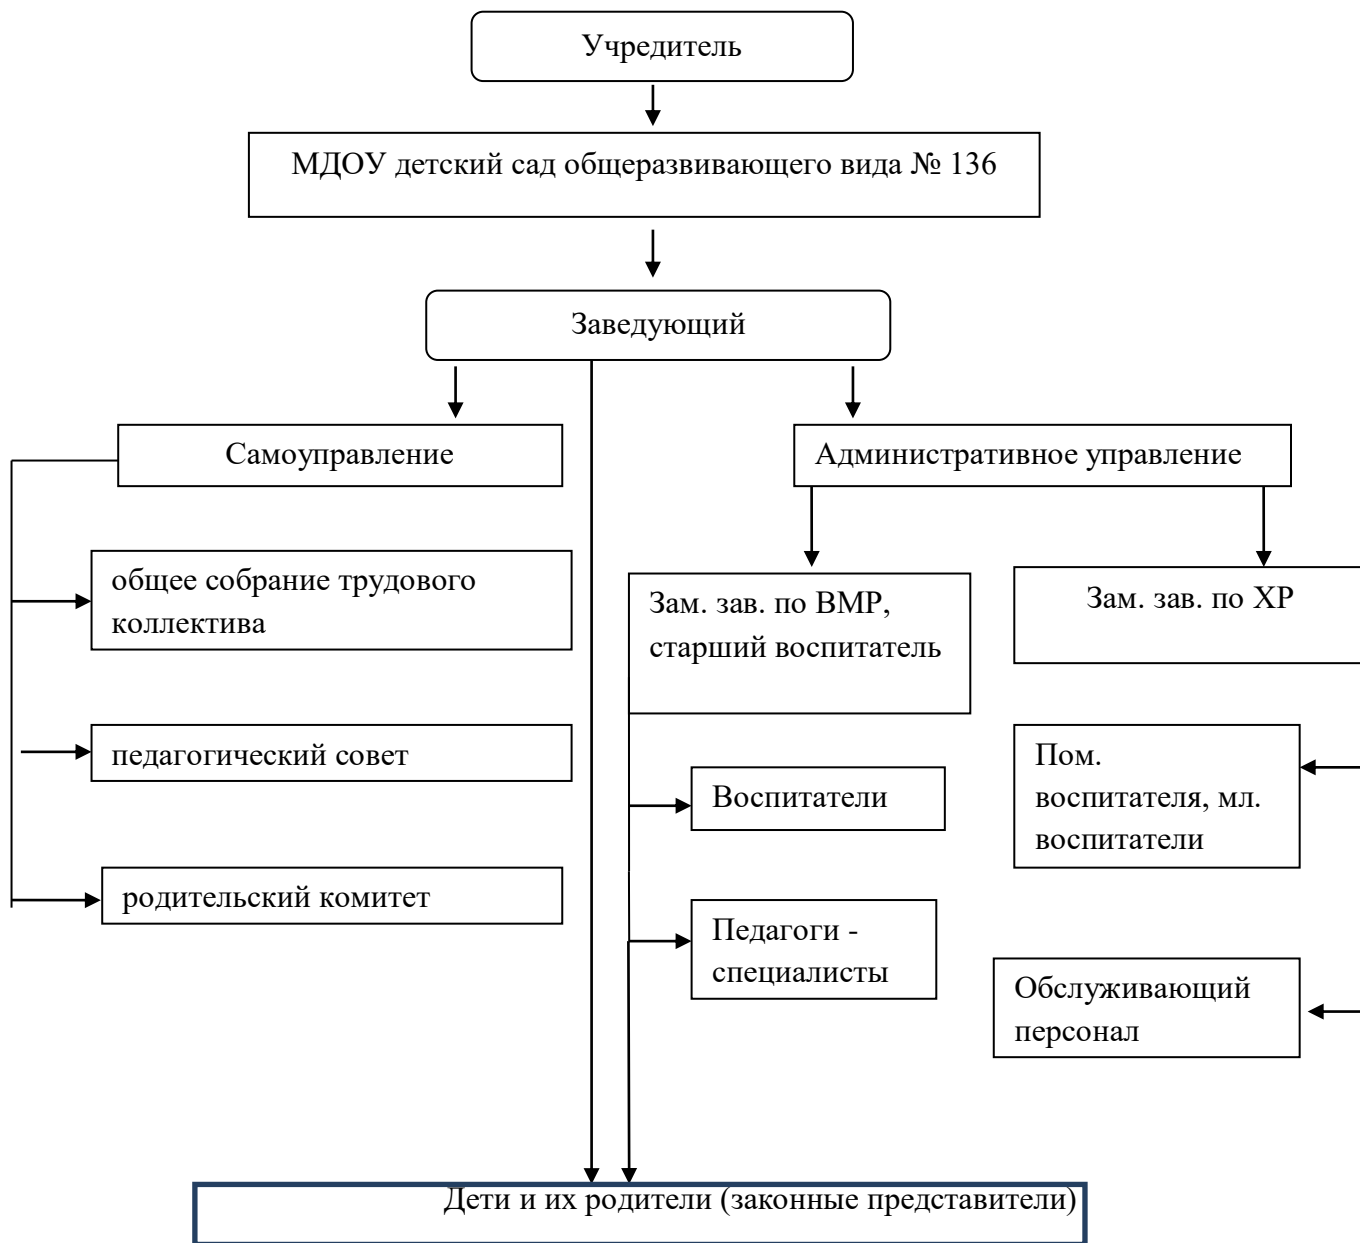 Учредитель
МДОУ детский сад общеразвивающего вида № 136
Заведующий
Самоуправление
Административное управление
общее собрание трудового
коллектива
Зам. зав. по ВМР,
старший воспитатель
Зам. зав. по ХР
педагогический совет
Воспитатели
Пом.
воспитателя, мл.
воспитатели
родительский комитет
Педагоги -
специалисты
Обслуживающий
персонал
Дети и их родители (законные представители)